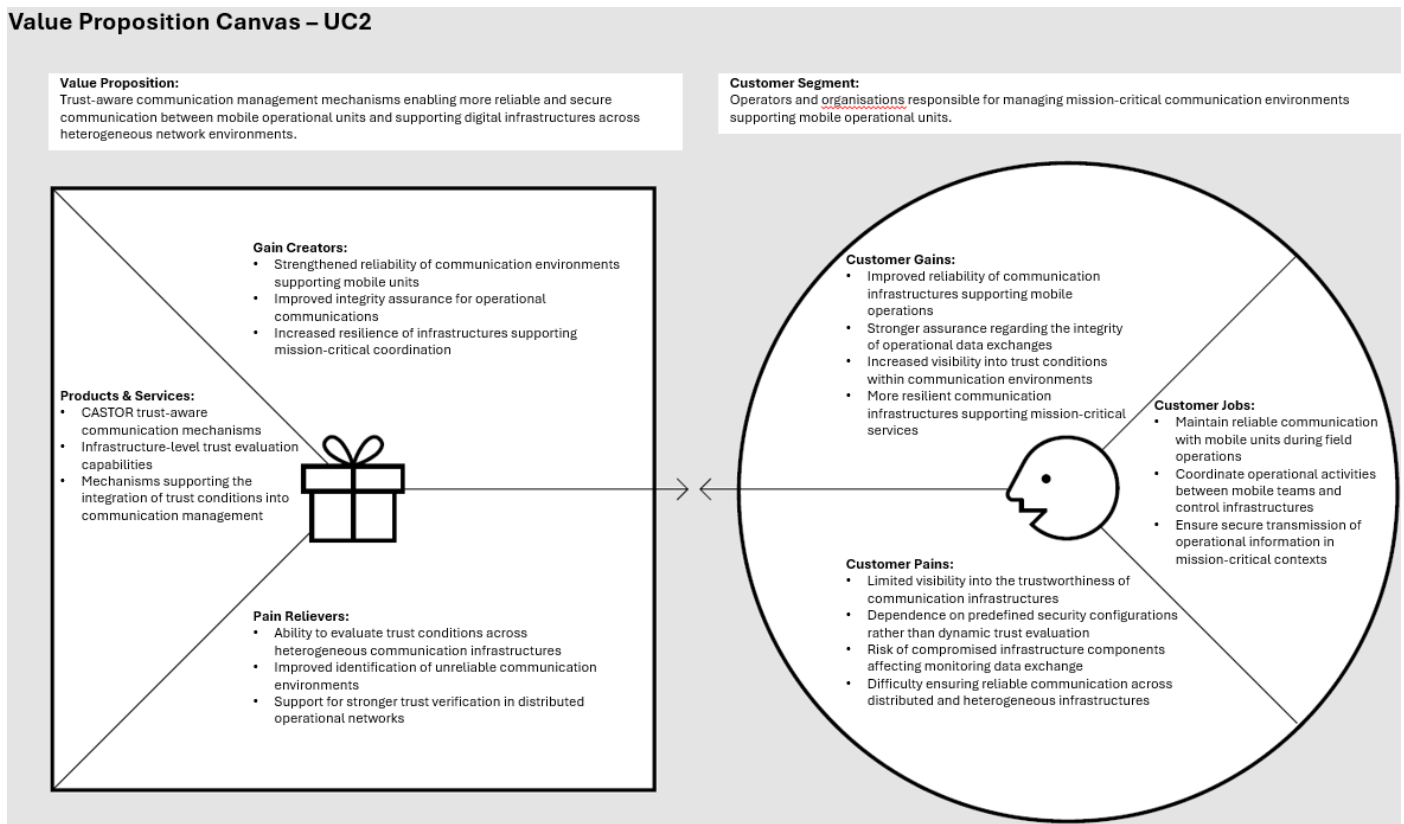 Value Proposition Canvas – UC2
Value Proposition:
Trust-aware communication management mechanisms enabling more reliable and secure
communication between mobile operational units and supporting digital infrastructures across
heterogeneous network environments.
Customer Segment:
Operators and organisations responsible for managing mission-critical communication environments
supporting mobile operational units.
Gain Creators:
• Strengthened reliability of communication environments
supporting mobile units
• Improved integrity assurance for operational
communications
• Increased resilience of infrastructures supporting
mission-critical coordination
Products & Services:
• CASTOR trust-aware
communication mechanisms
• Infrastructure-level trust evaluation
capabilities
• Mechanisms supporting the
integration of trust conditions into
communication management
Pain Relievers:
• Ability to evaluate trust conditions across
heterogeneous communication infrastructures
• Improved identification of unreliable communication
environments
• Support for stronger trust verification in distributed
operational networks
Customer Gains:
• Improved reliability of communication
infrastructures supporting mobile
operations
• Stronger assurance regarding the integrity
of operational data exchanges
• Increased visibility into trust conditions
within communication environments
• More resilient communication
infrastructures supporting mission-critical
services
Customer Jobs:
• Maintain reliable communication
with mobile units during field
operations
• Coordinate operational activities
between mobile teams and
control infrastructures
• Ensure secure transmission of
operational information in
mission-critical contexts
Customer Pains:
• Limited visibility into the trustworthiness of
communication infrastructures
• Dependence on predefined security configurations
rather than dynamic trust evaluation
• Risk of compromised infrastructure components
affecting monitoring data exchange
• Difficulty ensuring reliable communication across
distributed and heterogeneous infrastructures